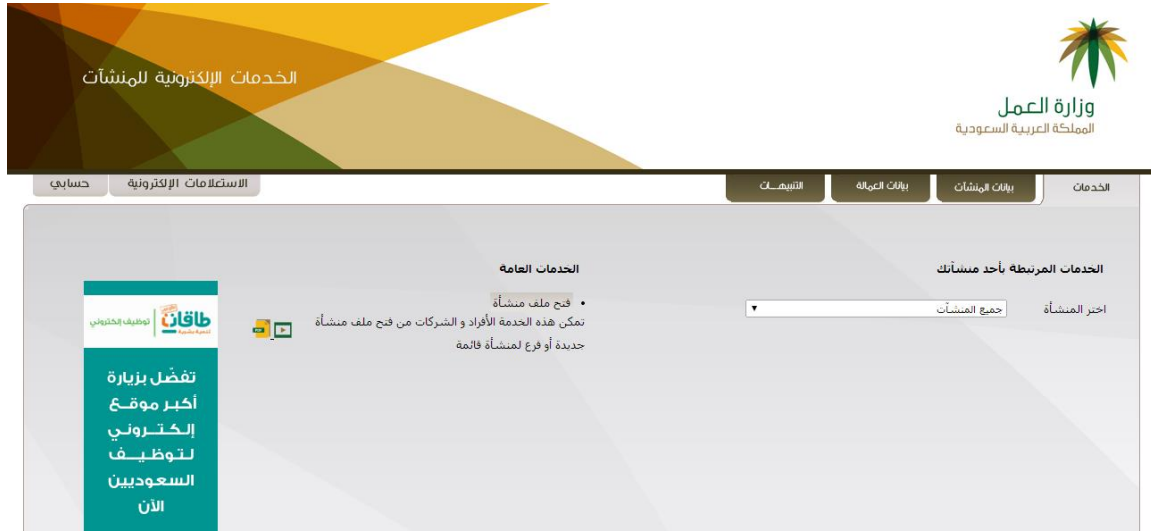 وزارة العمل
المملكة العربية السعودية
الخدمات الإلكترونية للمنشآت
الخدمات
بيانات المنشآت
بيانات العمالة
التنبيهـــات
الاستعلامات الإلكترونية
حسابي
الخدمات المرتبطة بأحد منشآتك
اختر المنشأة
جميع المنشآت
الخدمات العامة
• فتح ملف منشأة
تمكن هذه الخدمة الأفراد و الشركات من فتح ملف منشأة
جديدة أو فرع لمنشأة قائمة
طاقات
توظيف إلكتروني
تفضّل بزيارة
أكبر موقــع
إلـكـتــرونـي
لـتـوظـيــف
السعوديين
الآن